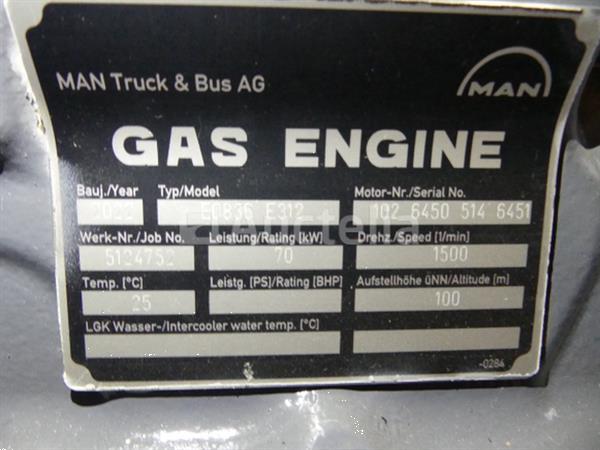 MAN Truck & Bus AG
MAN
GAS ENGINE
Bauj./Year Typ/Model Motor-Nr./Serial No.
E0836 E312 102 6450 514 6451
Werk-Nr./Job No. Leistung/Rating [kW] Drehz./Speed [1/min]
5124752 70 1500
Temp. [°C] Leistg. [PS]/Rating [BHP] Aufstellhöhe üNN/Altitude [m]
25 100
LGK Wasser-/Intercooler water temp. [°C]
-0284